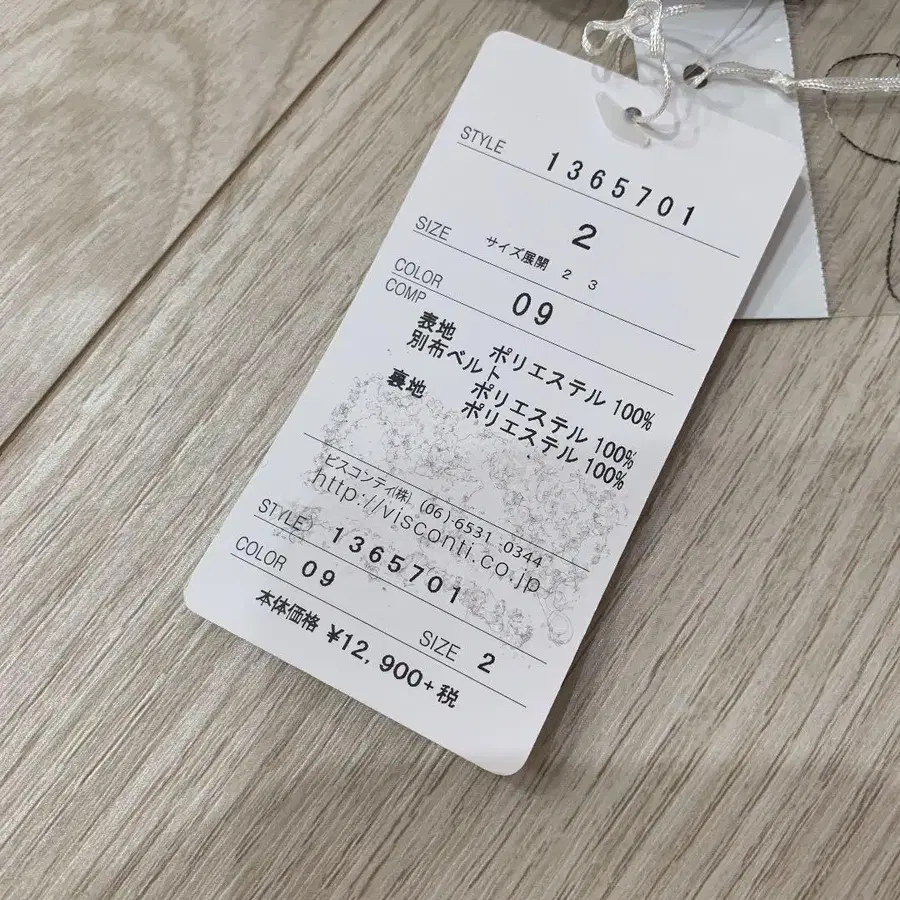 STYLE 1365701
SIZE 2
サイズ展開 2 3
COLOR 09
COMP
表地 ポリエステル 100%
別布ベルト
ポリエステル 100%
裏地 ポリエステル 100%
ビスコンティ(株). (06)-6531-0344
http://visconti.co.jp
STYLE 1365701
COLOR 09 SIZE 2
本体価格 ¥12,900+税